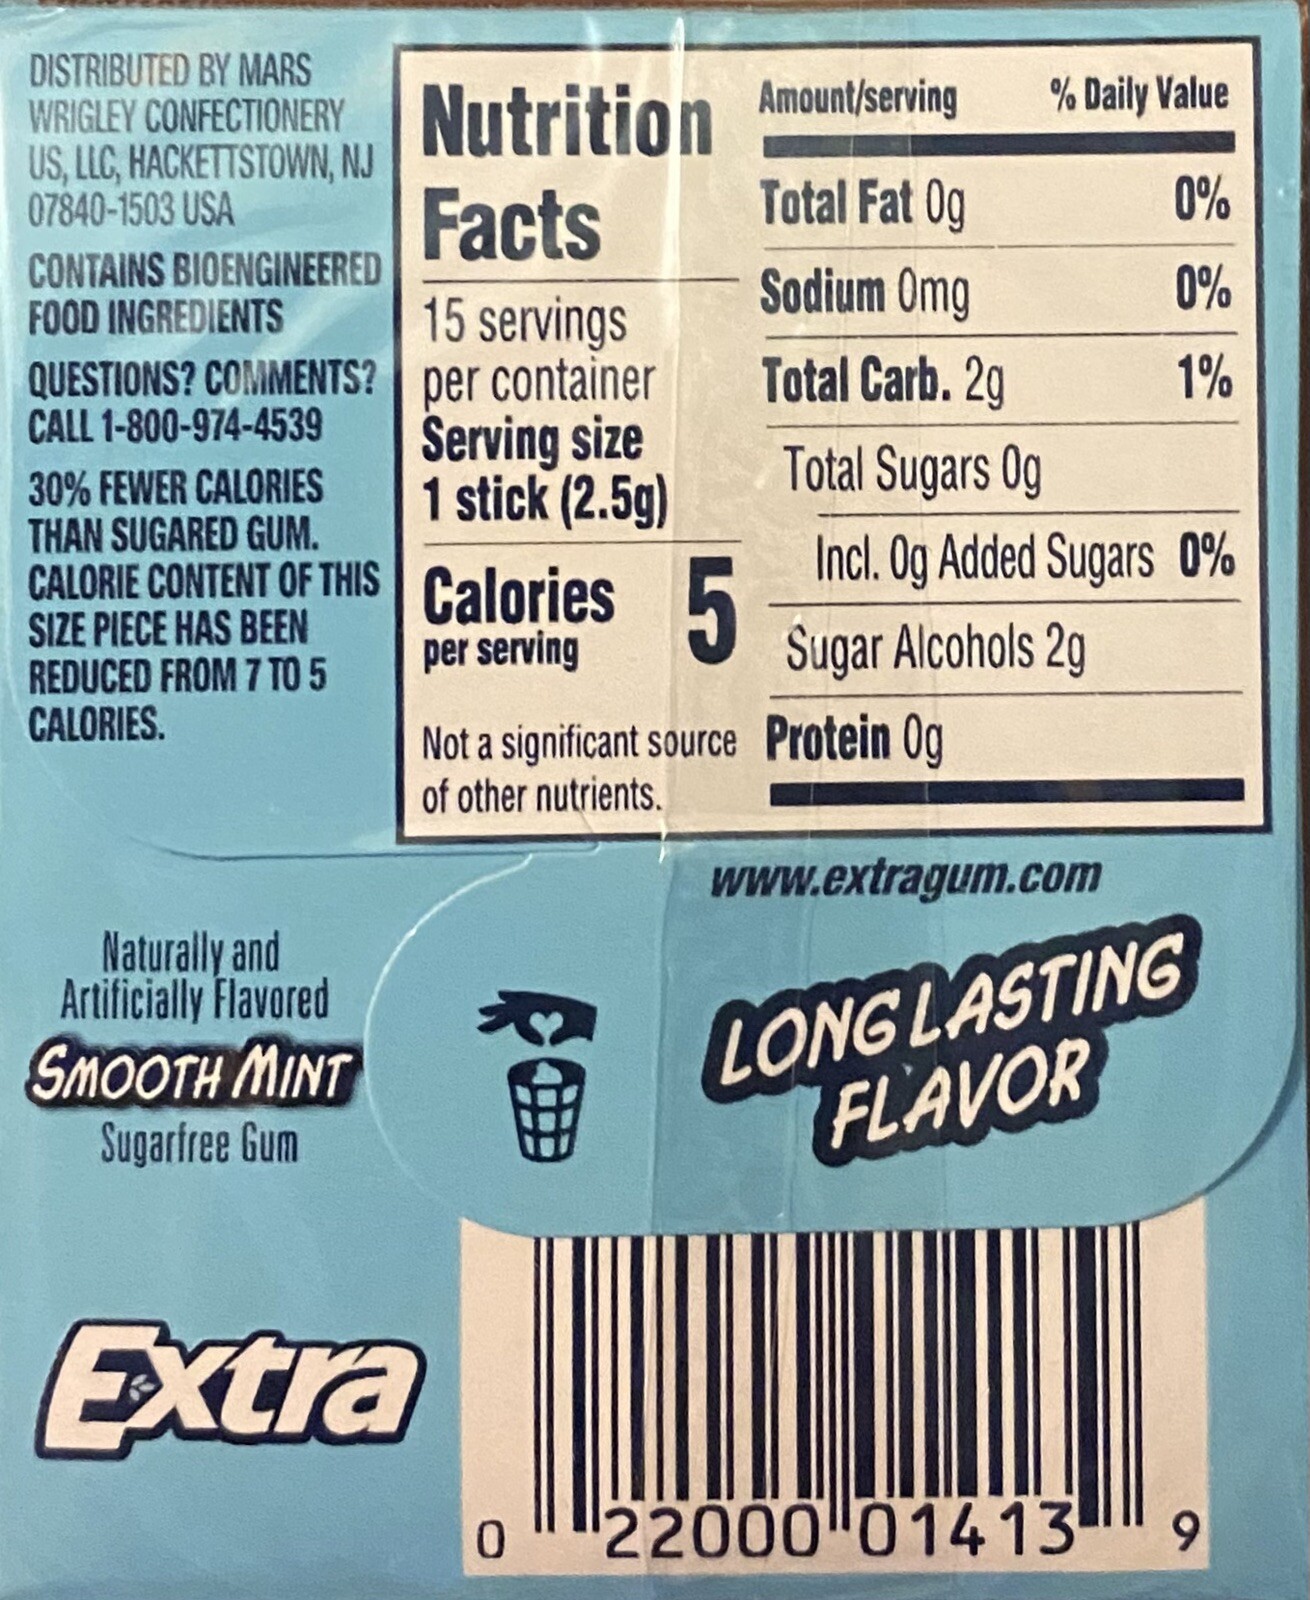 DISTRIBUTED BY MARS
WRIGLEY CONFECTIONERY
US, LLC, HACKETTSTOWN, NJ
07840-1503 USA
CONTAINS BIOENGINEERED
FOOD INGREDIENTS
QUESTIONS? COMMENTS?
CALL 1-800-974-4539
30% FEWER CALORIES
THAN SUGARED GUM.
CALORIE CONTENT OF THIS
SIZE PIECE HAS BEEN
REDUCED FROM 7 TO 5
CALORIES.
Nutrition
Facts
15 servings
per container
Serving size
1 stick (2.5g)
Calories 5
per serving
Not a significant source
of other nutrients.
Amount/serving % Daily Value
Total Fat 0g 0%
Sodium 0mg 0%
Total Carb. 2g 1%
Total Sugars 0g
Incl. 0g Added Sugars 0%
Sugar Alcohols 2g
Protein 0g
www.extragum.com
Naturally and
Artificially Flavored
SMOOTH MINT
Sugarfree Gum
LONG LASTING
FLAVOR
Extra
0 22000 01413 9